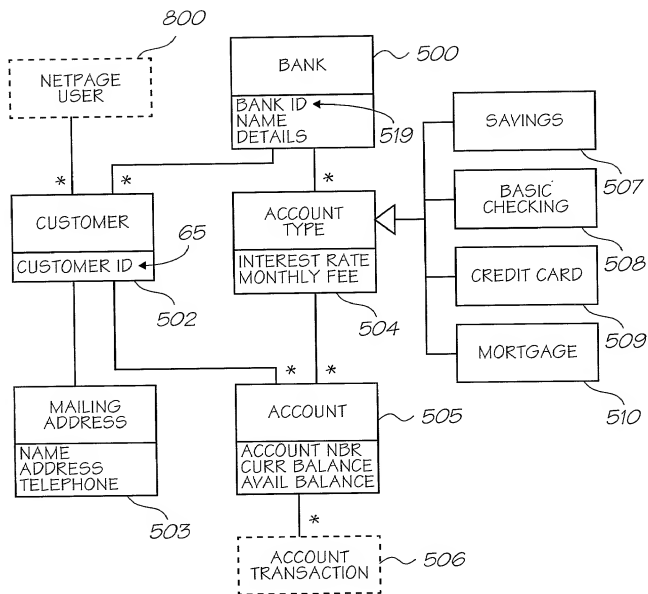 800
NETPAGE
USER
BANK
500
BANK ID
NAME
DETAILS
519
SAVINGS
507
*
*
*
CUSTOMER
65
CUSTOMER ID
502
ACCOUNT
TYPE
INTEREST RATE
MONTHLY FEE
504
BASIC
CHECKING
508
CREDIT CARD
509
MORTGAGE
510
*
*
MAILING
ADDRESS
NAME
ADDRESS
TELEPHONE
503
ACCOUNT
505
ACCOUNT NBR
CURR BALANCE
AVAIL BALANCE
*
ACCOUNT
TRANSACTION
506